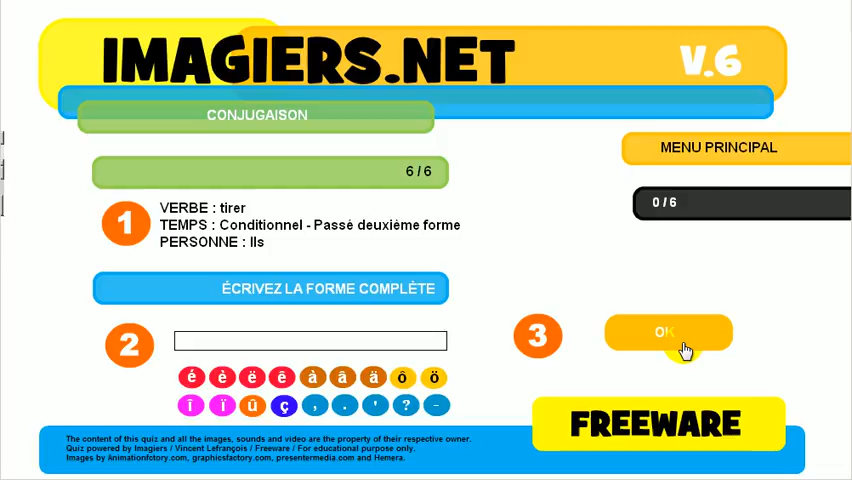 IMAGIERS.NET
V.6
CONJUGAISON
MENU PRINCIPAL
6 / 6
0 / 6
1
VERBE : tirer
TEMPS : Conditionnel - Passé deuxième forme
PERSONNE : Ils
ÉCRIVEZ LA FORME COMPLÈTE
2
3
OK
é è ë ê à â ä ô ö
î ï û ç , . ' ? -
FREEWARE
The content of this quiz and all the images, sounds and video are the property of their respective owner.
Quiz powered by Imagiers / Vincent Lefrançois / Freeware / For educational purpose only.
Images by Animationfctory.com, graphicsfactory.com, presentermedia.com and Hemera.